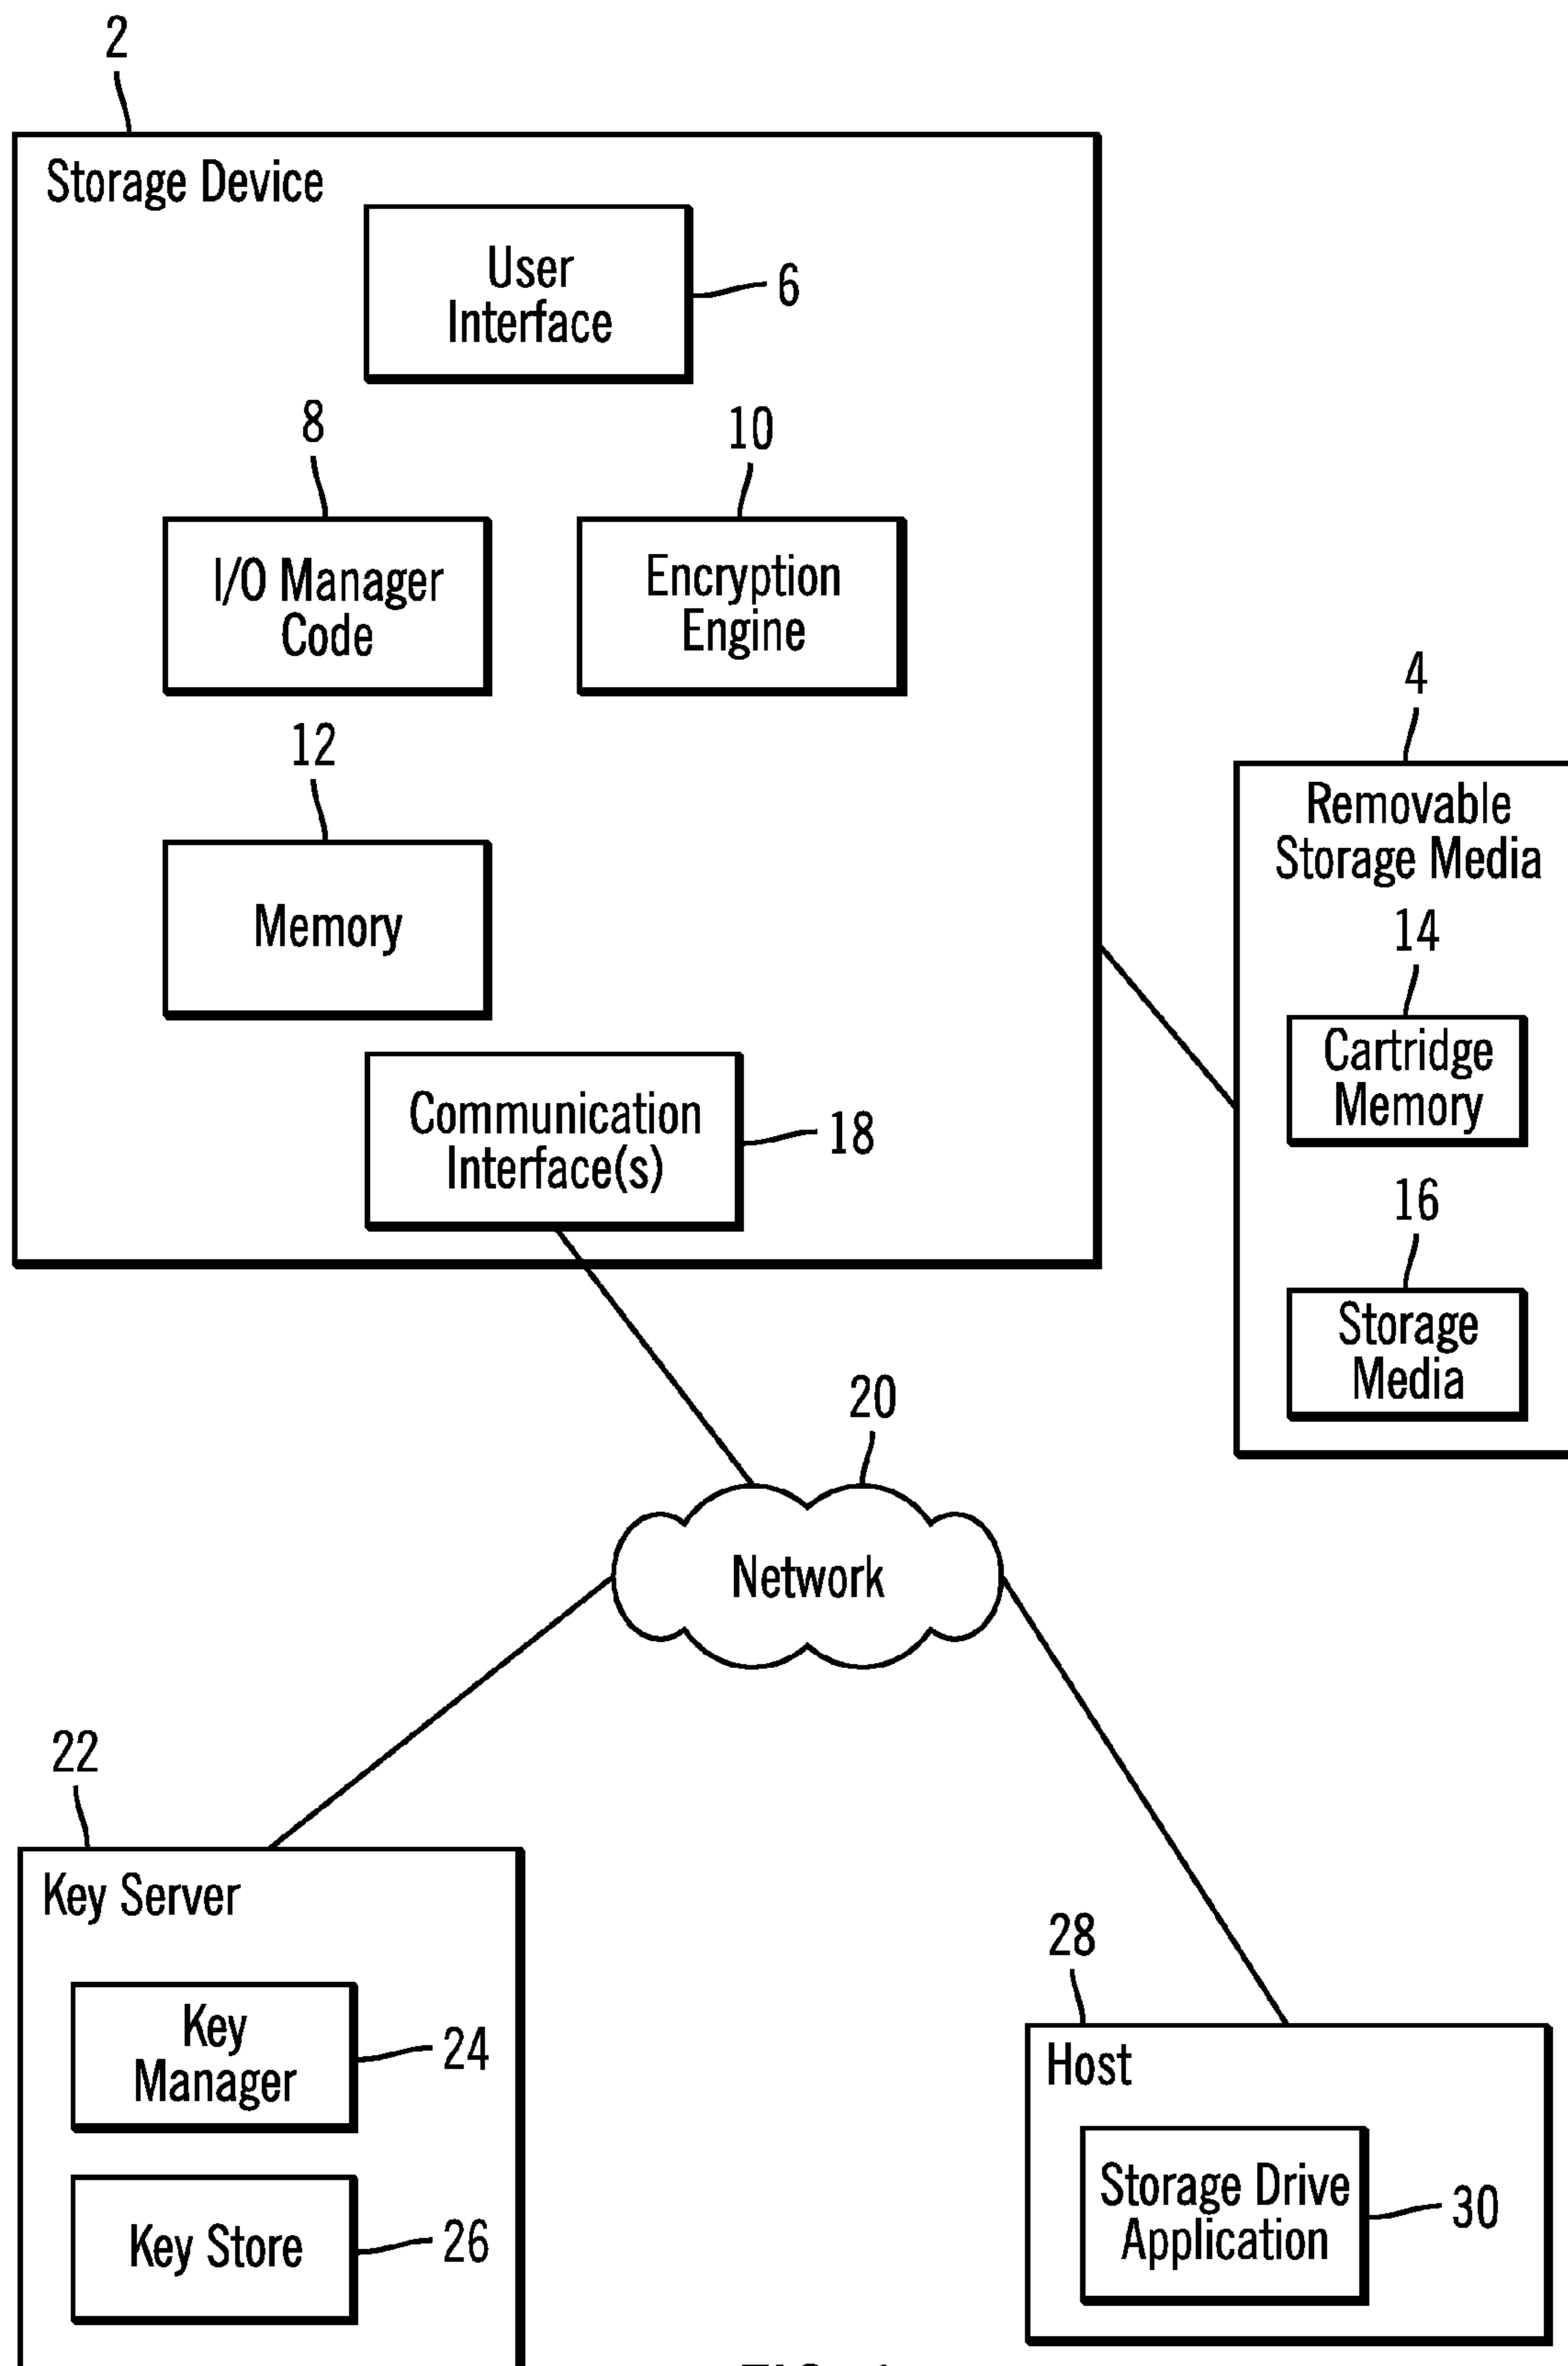 2
Storage Device
User
Interface
6
8
10
I/O Manager
Code
Encryption
Engine
12
Memory
4
Removable
Storage Media
14
Cartridge
Memory
16
Storage
Media
Communication
Interface(s)
18
20
Network
22
Key Server
Key
Manager
24
Key Store
26
28
Host
Storage Drive
Application
30